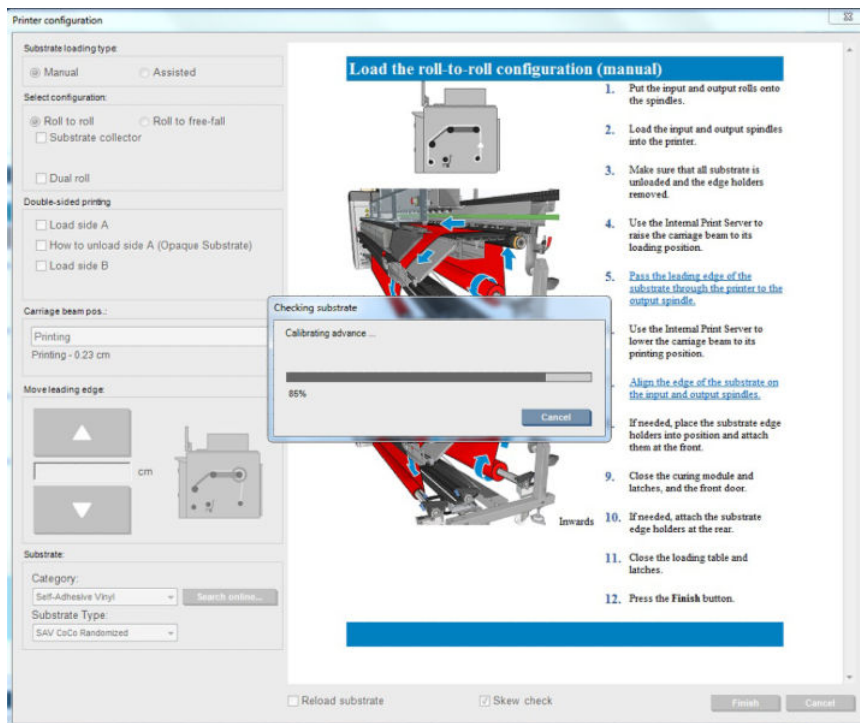 Printer configuration
Substrate loading type:
Manual
Assisted
Select configuration:
Roll to roll
Roll to free-fall
Substrate collector
Dual roll
Double-sided printing
Load side A
How to unload side A (Opaque Substrate)
Load side B
Carriage beam pos.:
Printing
Printing - 0.23 cm
Move leading edge:
cm
Substrate:
Category:
Self-Adhesive Vinyl
Search online...
Substrate Type:
SAV CoCo Randomized
Load the roll-to-roll configuration (manual)
1. Put the input and output rolls onto
the spindles.
2. Load the input and output spindles
into the printer.
3. Make sure that all substrate is
unloaded and the edge holders
removed.
4. Use the Internal Print Server to
raise the carriage beam to its
loading position.
5. Pass the leading edge of the
substrate through the printer to the
output spindle.
Use the Internal Print Server to
lower the carriage beam to its
printing position.
Align the edge of the substrate on
the input and output spindles.
If needed, place the substrate edge
holders into position and attach
them at the front.
9. Close the curing module and
latches, and the front door.
Inwards
10. If needed, attach the substrate
edge holders at the rear.
11. Close the loading table and
latches.
12. Press the Finish button.
Checking substrate
Calibrating advance ...
85%
Cancel
Reload substrate
Skew check
Finish
Cancel